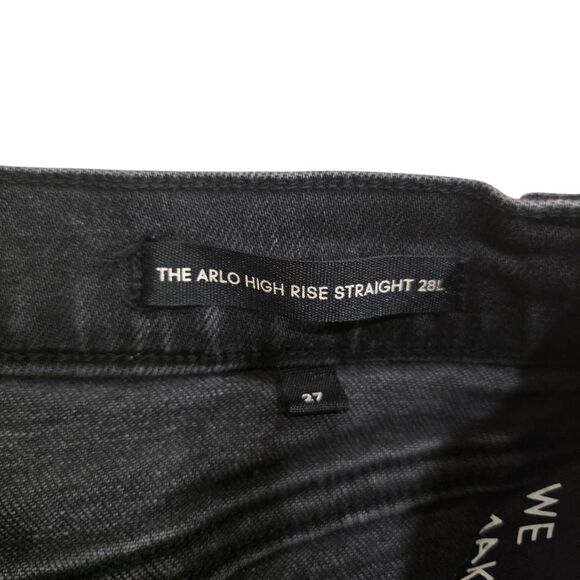 THE ARLO HIGH RISE STRAIGHT 28L
27
WE